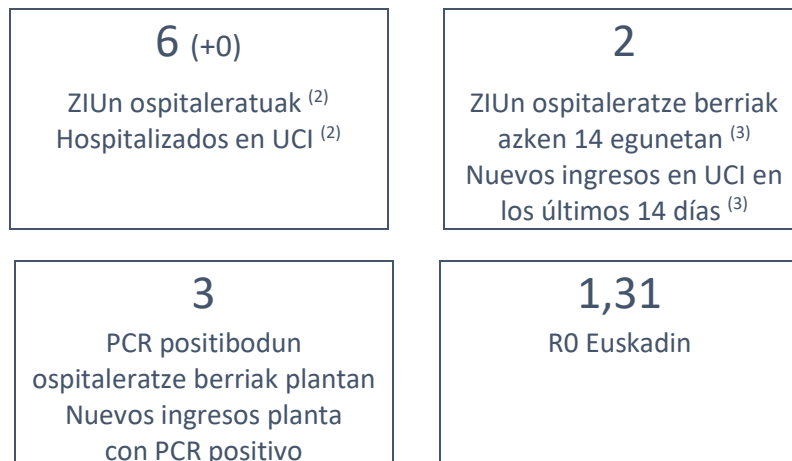 6 (+0)
ZIUn ospitaleratuak (2)
Hospitalizados en UCI (2)
2
ZIUn ospitaleratze berriak
azken 14 egunetan (3)
Nuevos ingresos en UCI en
los últimos 14 días (3)
3
PCR positibodun
ospitaleratze berriak plantan
Nuevos ingresos planta
con PCR positivo
1,31
R0 Euskadin